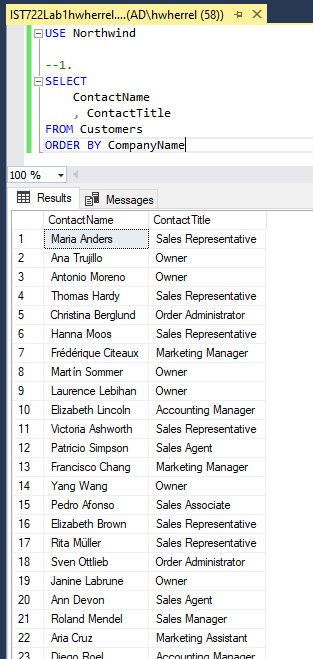 IST722Lab1hwherrel....(AD\hwherrel (58))
USE Northwind
--1.
SELECT
ContactName
, ContactTitle
FROM Customers
ORDER BY CompanyName
100 %
Results Messages
ContactName ContactTitle
1 Maria Anders Sales Representative
2 Ana Trujillo Owner
3 Antonio Moreno Owner
4 Thomas Hardy Sales Representative
5 Christina Berglund Order Administrator
6 Hanna Moos Sales Representative
7 Frédérique Citeaux Marketing Manager
8 Martín Sommer Owner
9 Laurence Lebihan Owner
10 Elizabeth Lincoln Accounting Manager
11 Victoria Ashworth Sales Representative
12 Patricio Simpson Sales Agent
13 Francisco Chang Marketing Manager
14 Yang Wang Owner
15 Pedro Afonso Sales Associate
16 Elizabeth Brown Sales Representative
17 Rita Müller Sales Representative
18 Sven Ottlieb Order Administrator
19 Janine Labrune Owner
20 Ann Devon Sales Agent
21 Roland Mendel Sales Manager
22 Aria Cruz Marketing Assistant
23 Diego Roel Accounting Manager